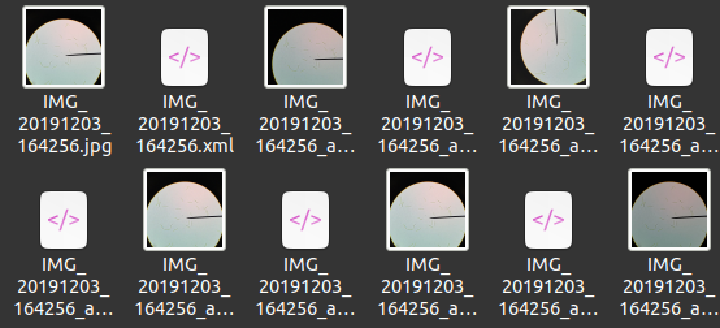 </>
</>
</>
IMG_ IMG_ IMG_ IMG_ IMG_ IMG_
20191203_ 20191203_ 20191203_ 20191203_ 20191203_ 20191203_
164256.jpg 164256.xml 164256_a... 164256_a... 164256_a... 164256_a...
</>
</>
</>
IMG_ IMG_ IMG_ IMG_ IMG_ IMG_
20191203_ 20191203_ 20191203_ 20191203_ 20191203_ 20191203_
164256_a... 164256_a... 164256_a... 164256_a... 164256_a... 164256_a...